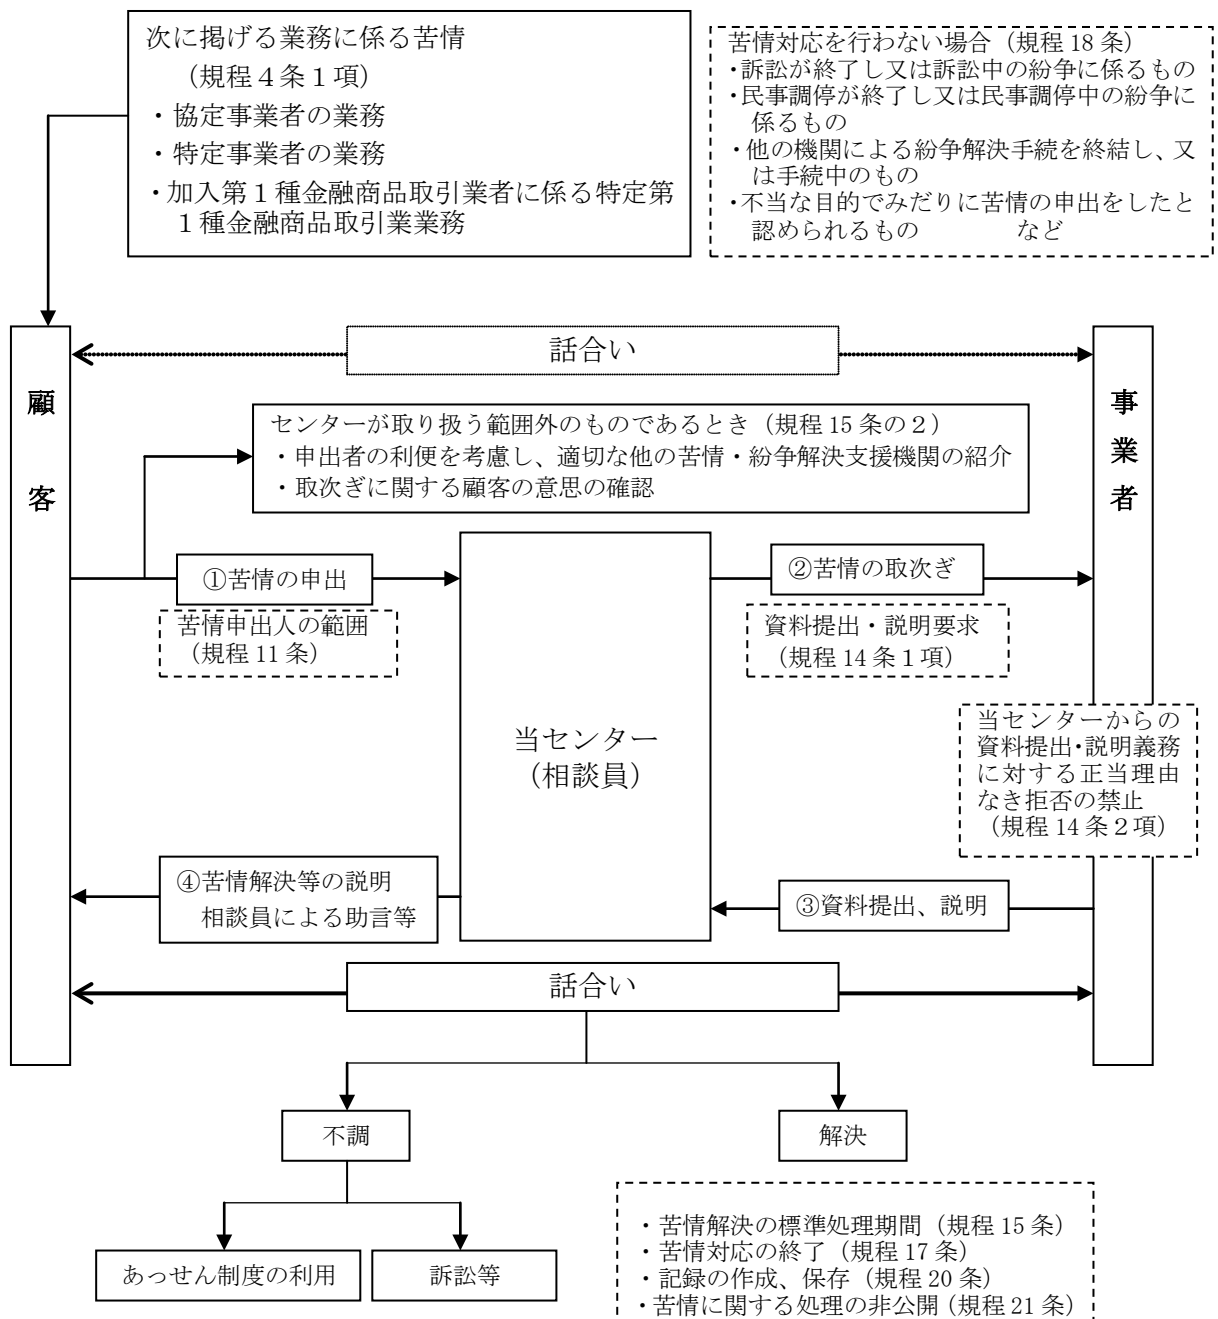 次に掲げる業務に係る苦情
（規程４条１項）
・協定事業者の業務
・特定事業者の業務
・加入第１種金融商品取引業者に係る特定第
１種金融商品取引業業務
苦情対応を行わない場合（規程 18 条）
・訴訟が終了し又は訴訟中の紛争に係るもの
・民事調停が終了し又は民事調停中の紛争に
係るもの
・他の機関による紛争解決手続を終結し、又
は手続中のもの
・不当な目的でみだりに苦情の申出をしたと
認められるもの　　　など
話合い
顧客
事業者
センターが取り扱う範囲外のものであるとき（規程 15 条の２）
・申出者の利便を考慮し、適切な他の苦情・紛争解決支援機関の紹介
・取次ぎに関する顧客の意思の確認
①苦情の申出
苦情申出人の範囲
（規程 11 条）
②苦情の取次ぎ
資料提出・説明要求
（規程 14 条１項）
当センター
（相談員）
当センターからの
資料提出・説明義務
に対する正当理由
なき拒否の禁止
（規程 14 条２項）
④苦情解決等の説明
相談員による助言等
③資料提出、説明
話合い
不調
解決
あっせん制度の利用
訴訟等
・苦情解決の標準処理期間（規程 15 条）
・苦情対応の終了（規程 17 条）
・記録の作成、保存（規程 20 条）
・苦情に関する処理の非公開（規程 21 条）